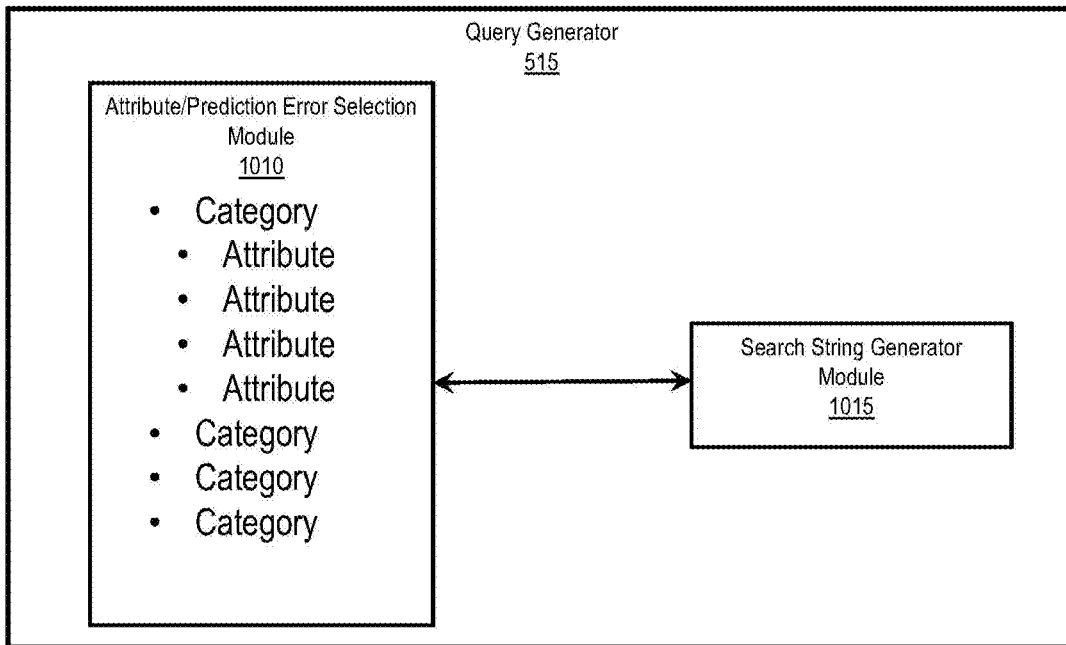 Query Generator
515
Attribute/Prediction Error Selection
Module
1010
• Category
• Attribute
• Attribute
• Attribute
• Attribute
• Category
• Category
• Category
Search String Generator
Module
1015